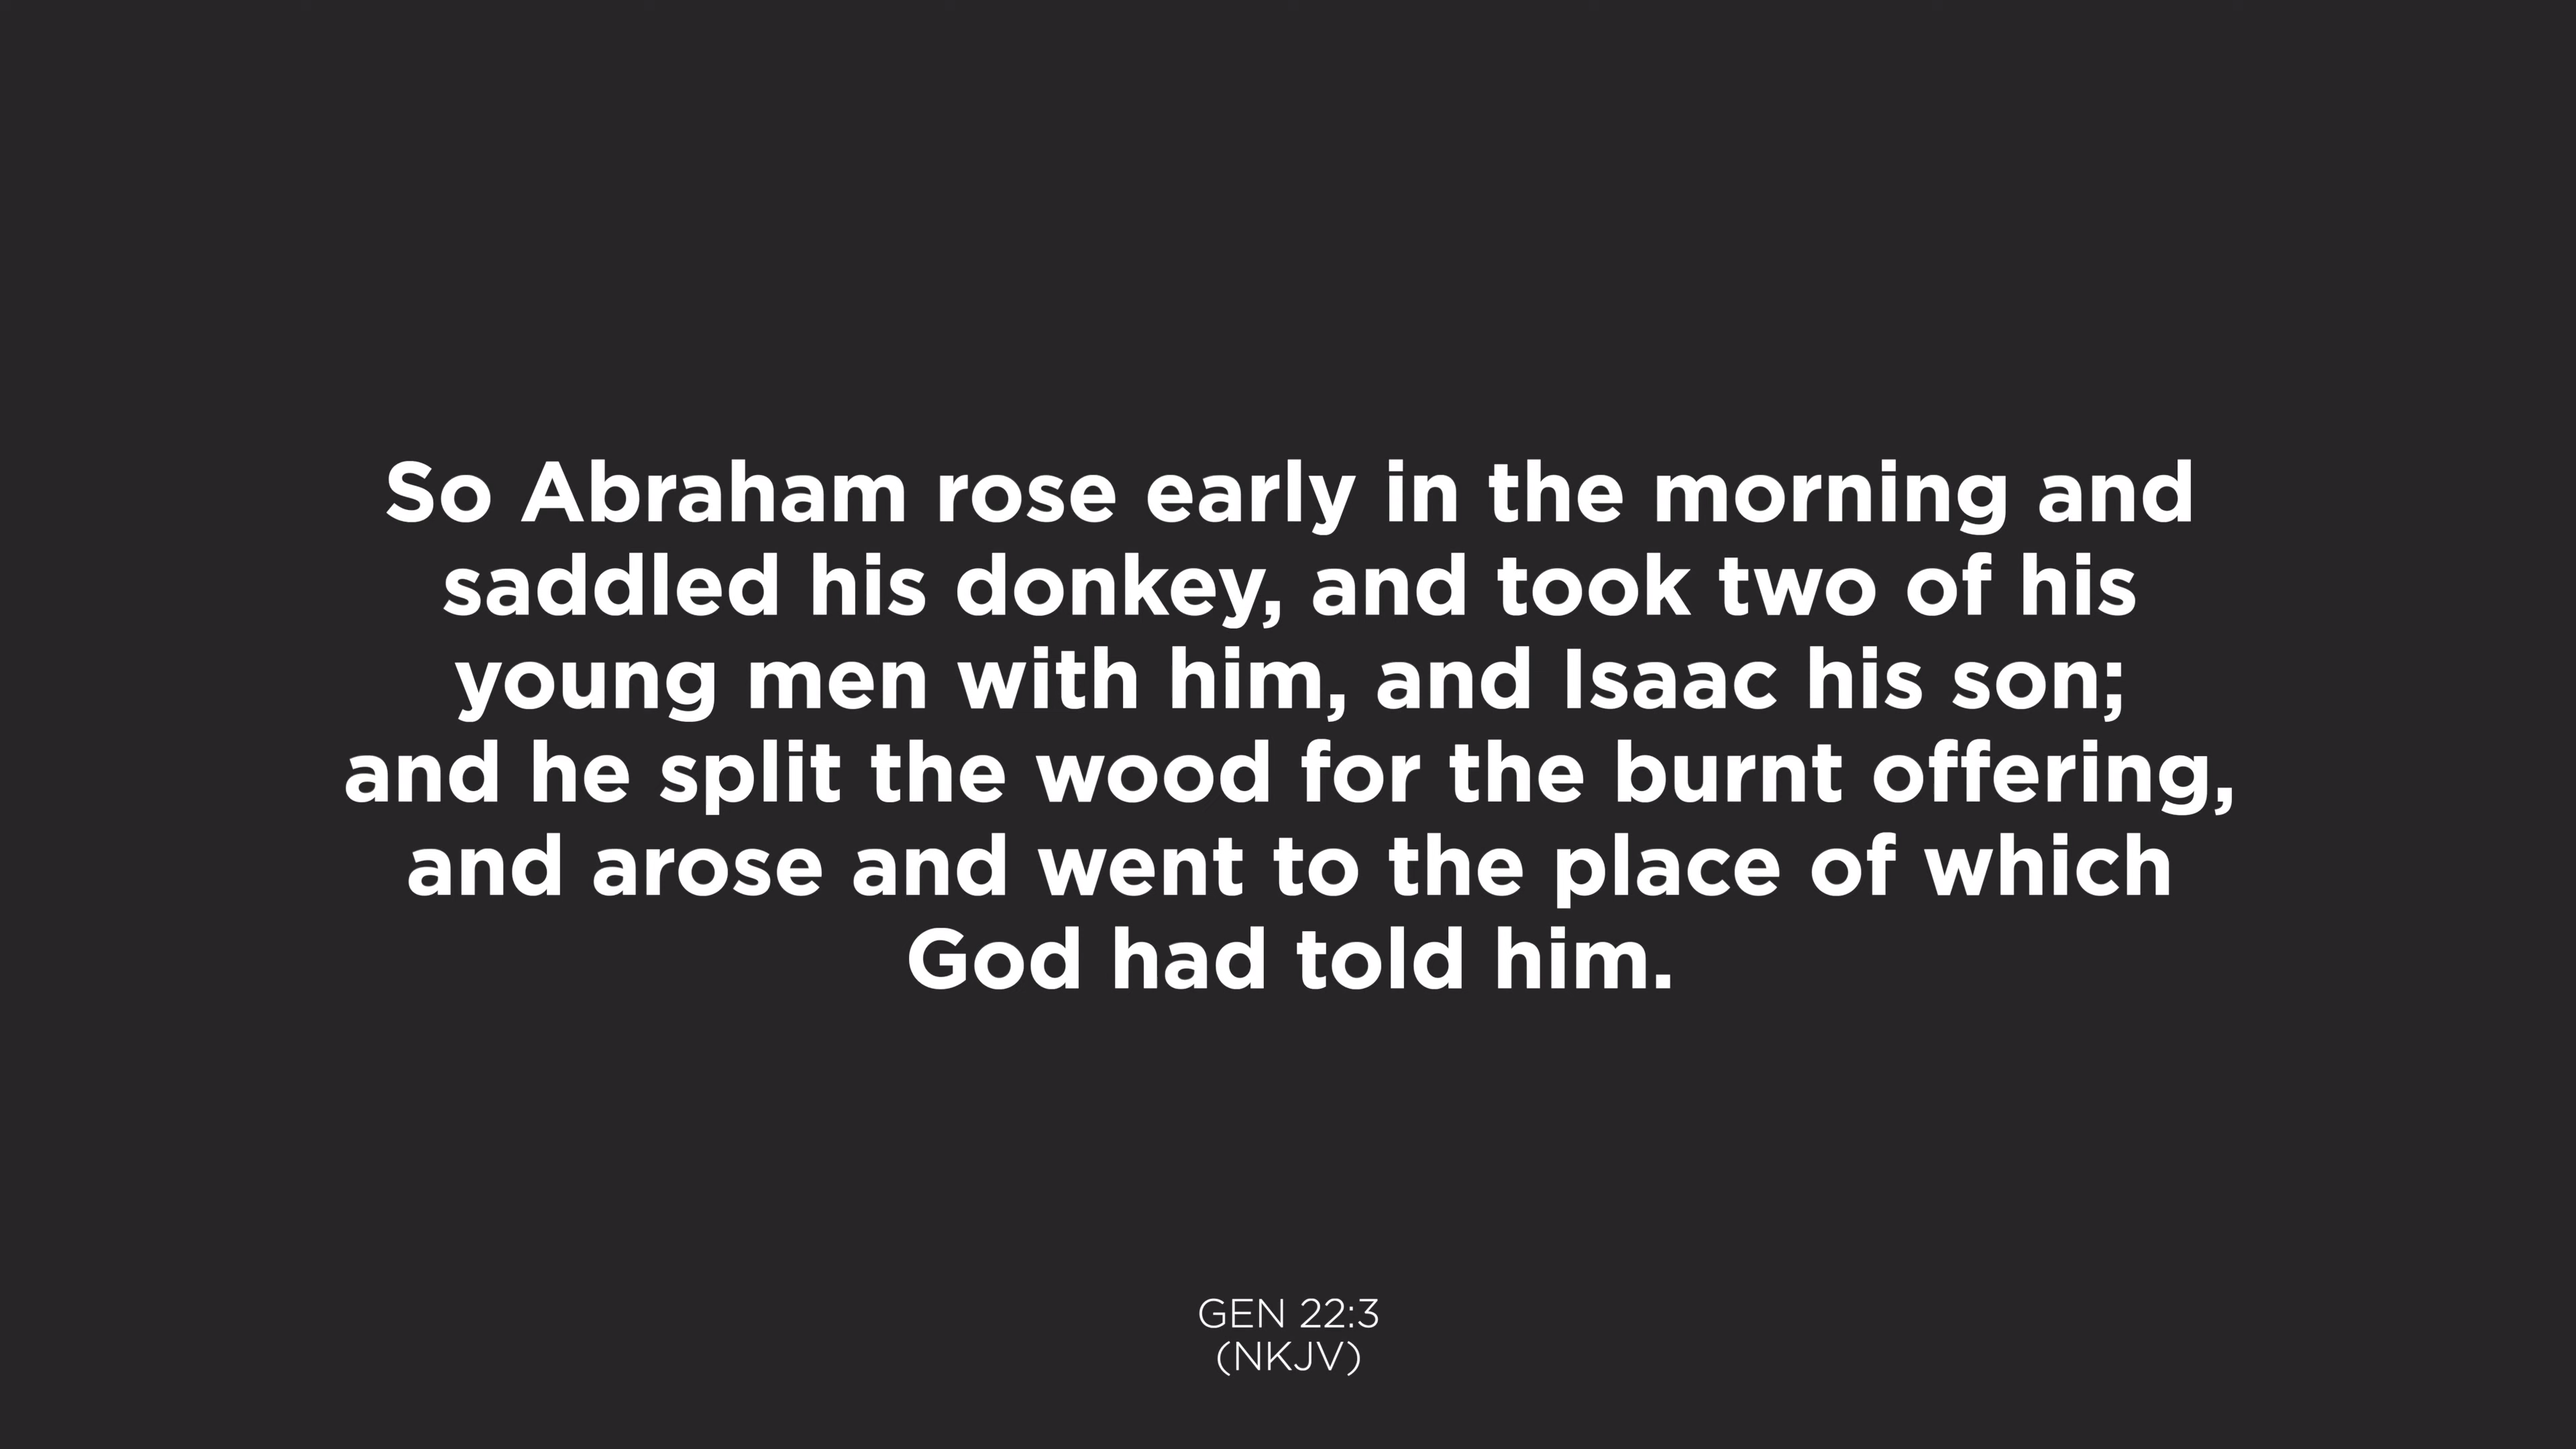 So Abraham rose early in the morning and
saddled his donkey, and took two of his
young men with him, and Isaac his son;
and he split the wood for the burnt offering,
and arose and went to the place of which
God had told him.
GEN 22:3
(NKJV)